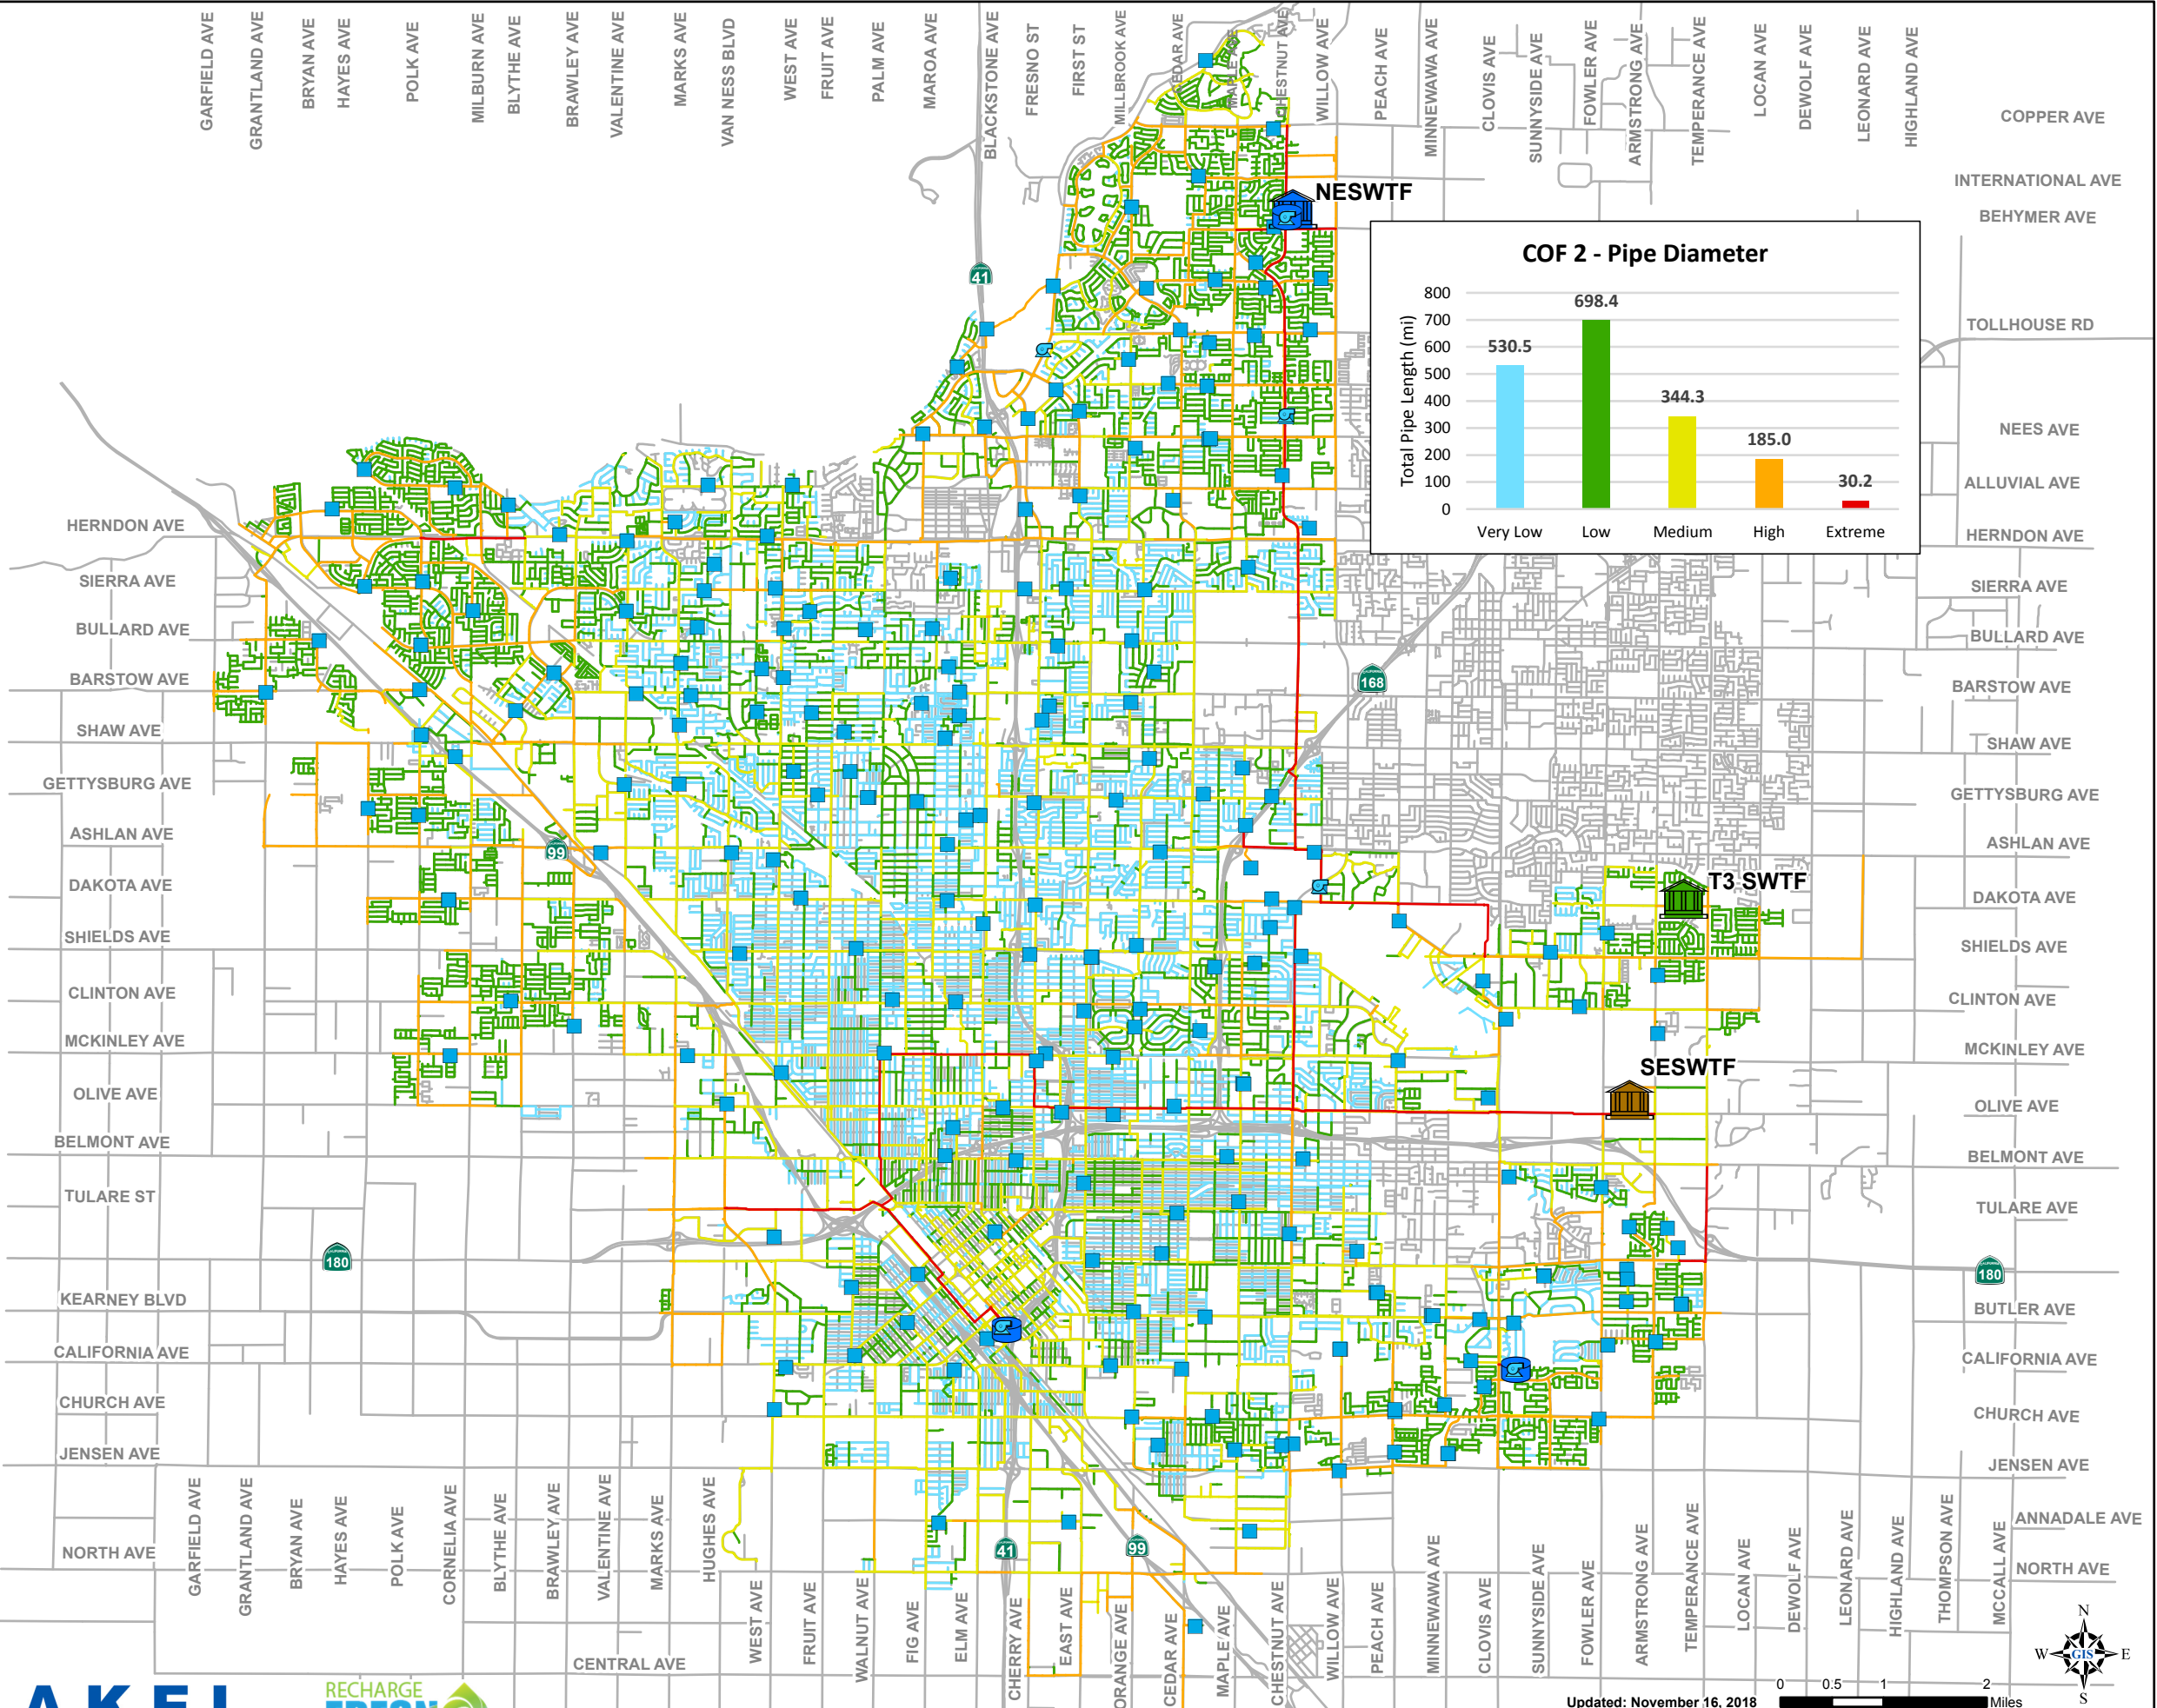 GARFIELD AVE
GRANTLAND AVE
BRYAN AVE
HAYES AVE
POLK AVE
MILBURN AVE
BLYTHE AVE
BRAWLEY AVE
VALENTINE AVE
MARKS AVE
VAN NESS BLVD
WEST AVE
FRUIT AVE
PALM AVE
MAROA AVE
BLACKSTONE AVE
FRESNO ST
FIRST ST
MILLBROOK AVE
CEDAR AVE
MAPLE AVE
CHESTNUT AVE
WILLOW AVE
PEACH AVE
MINNEWAWA AVE
CLOVIS AVE
SUNNYSIDE AVE
FOWLER AVE
ARMSTRONG AVE
TEMPERANCE AVE
LOCAN AVE
DEWOLF AVE
LEONARD AVE
HIGHLAND AVE
COPPER AVE
INTERNATIONAL AVE
BEHYMER AVE
TOLLHOUSE RD
NEES AVE
ALLUVIAL AVE
HERNDON AVE
SIERRA AVE
BULLARD AVE
BARSTOW AVE
SHAW AVE
GETTYSBURG AVE
ASHLAN AVE
DAKOTA AVE
SHIELDS AVE
CLINTON AVE
MCKINLEY AVE
OLIVE AVE
BELMONT AVE
TULARE AVE
BUTLER AVE
CALIFORNIA AVE
CHURCH AVE
JENSEN AVE
ANNADALE AVE
NORTH AVE
NESWTF
COF 2 - Pipe Diameter
Total Pipe Length (mi)
800
700
600
500
400
300
200
100
0
530.5
698.4
344.3
185.0
30.2
Very Low
Low
Medium
High
Extreme
41
168
99
T3 SWTF
SESWTF
180
180
41
99
HERNDON AVE
SIERRA AVE
BULLARD AVE
BARSTOW AVE
SHAW AVE
GETTYSBURG AVE
ASHLAN AVE
DAKOTA AVE
SHIELDS AVE
CLINTON AVE
MCKINLEY AVE
OLIVE AVE
BELMONT AVE
TULARE ST
KEARNEY BLVD
CALIFORNIA AVE
CHURCH AVE
JENSEN AVE
NORTH AVE
GARFIELD AVE
GRANTLAND AVE
BRYAN AVE
HAYES AVE
POLK AVE
CORNELIA AVE
BLYTHE AVE
BRAWLEY AVE
VALENTINE AVE
MARKS AVE
HUGHES AVE
WEST AVE
FRUIT AVE
WALNUT AVE
FIG AVE
ELM AVE
CHERRY AVE
EAST AVE
ORANGE AVE
CEDAR AVE
MAPLE AVE
CHESTNUT AVE
WILLOW AVE
PEACH AVE
MINNEWAWA AVE
CLOVIS AVE
SUNNYSIDE AVE
FOWLER AVE
ARMSTRONG AVE
TEMPERANCE AVE
LOCAN AVE
DEWOLF AVE
LEONARD AVE
HIGHLAND AVE
THOMPSON AVE
MCCALL AVE
CENTRAL AVE
N
W
GIS
E
S
0 0.5 1 2
Miles
Updated: November 16, 2018
AKEL
RECHARGE
FRESNO